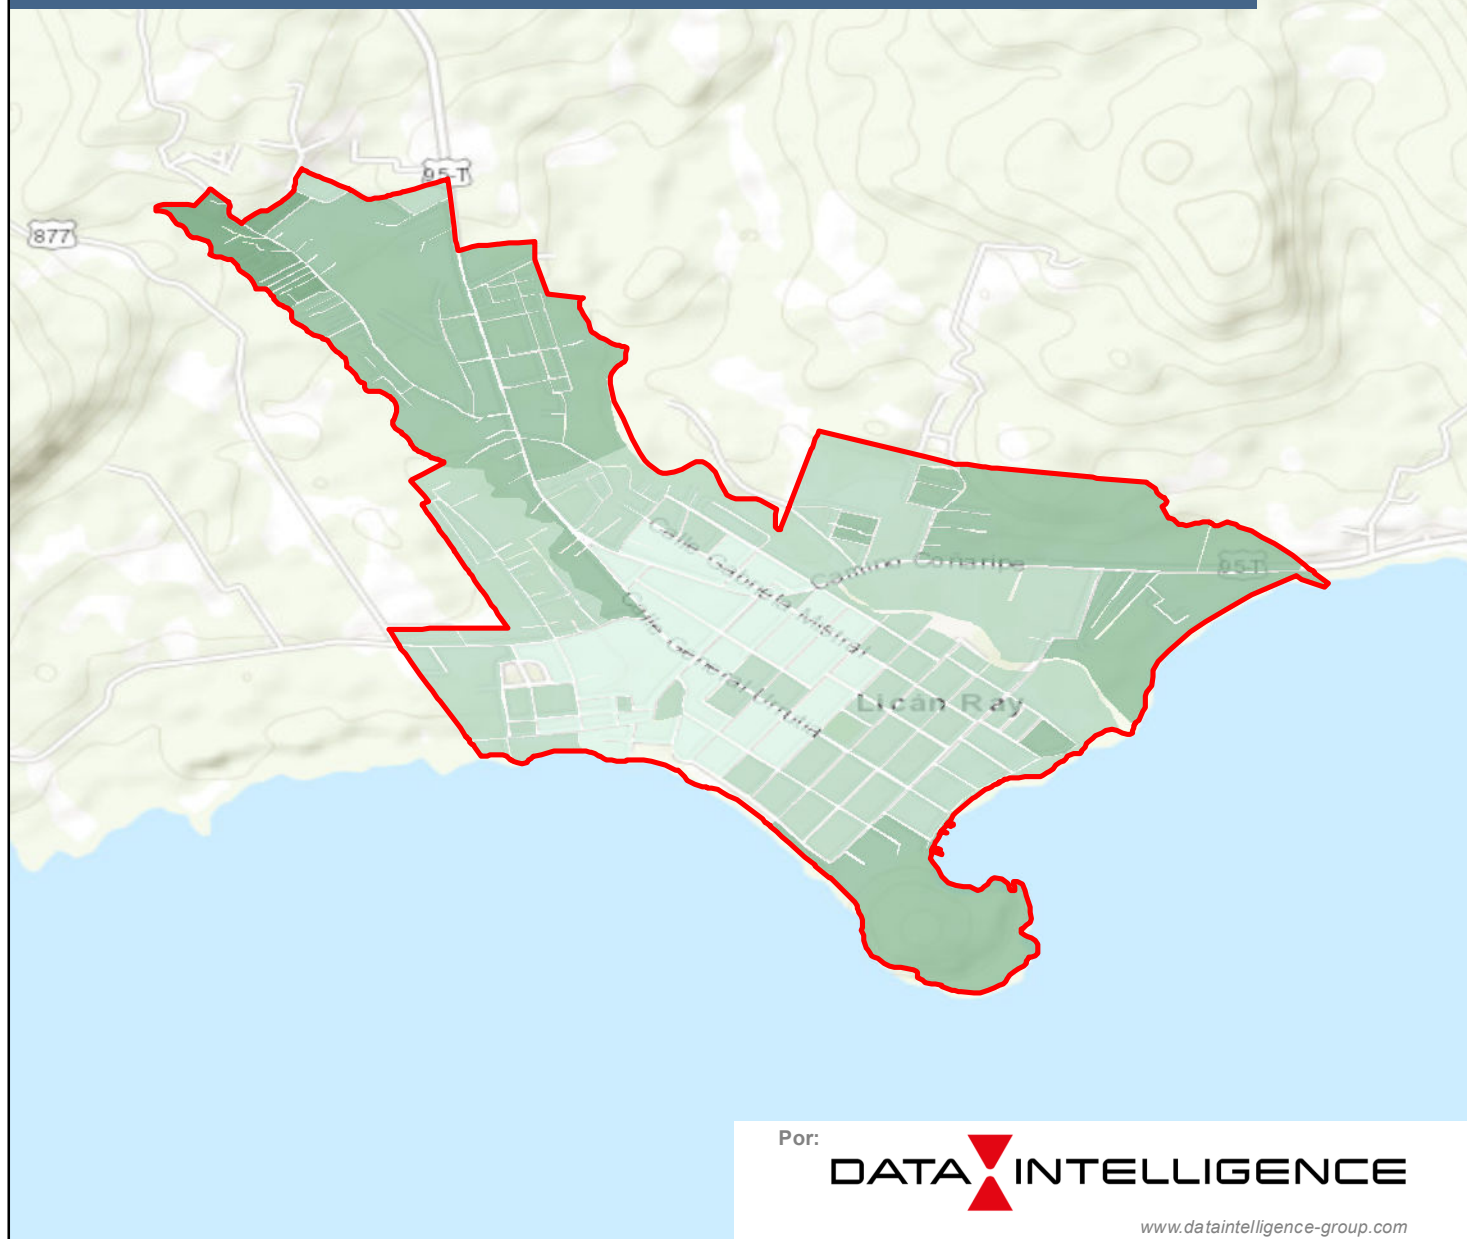 95-T
877
Calle Gabriela Mistral
Camino Coñaripe
95-T
Calle General Urrutia
Licán Ray
Por:
DATA INTELLIGENCE
www.dataintelligence-group.com